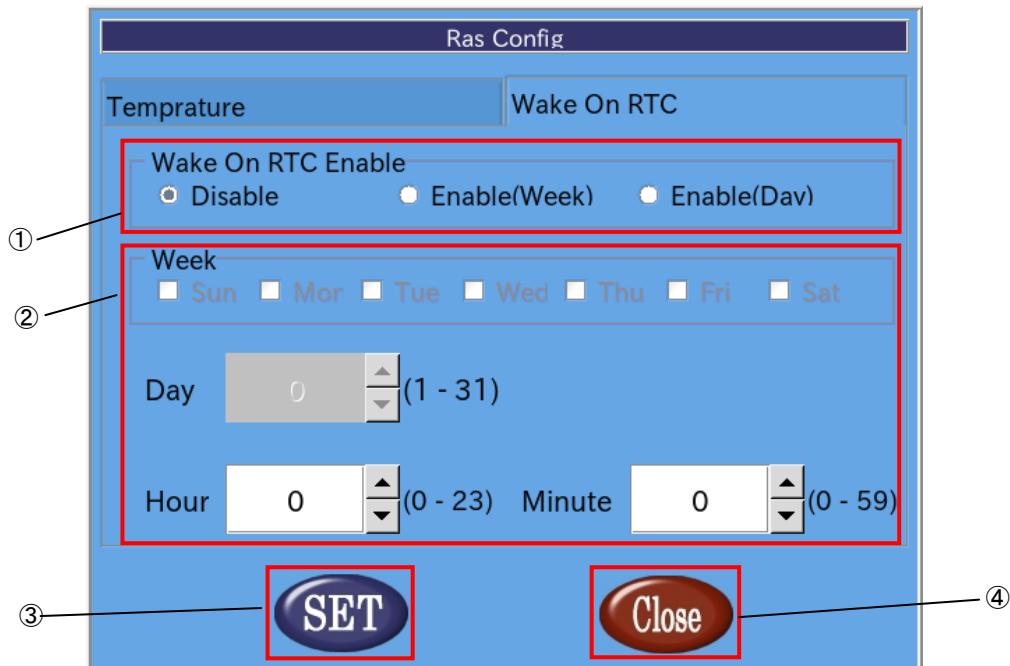 Ras Config
Temprature Wake On RTC
Wake On RTC Enable
Disable Enable(Week) Enable(Day)
①
Week
Sun Mon Tue Wed Thu Fri Sat
②
Day 0 (1 - 31)
Hour 0 (0 - 23) Minute 0 (0 - 59)
③ SET Close ④